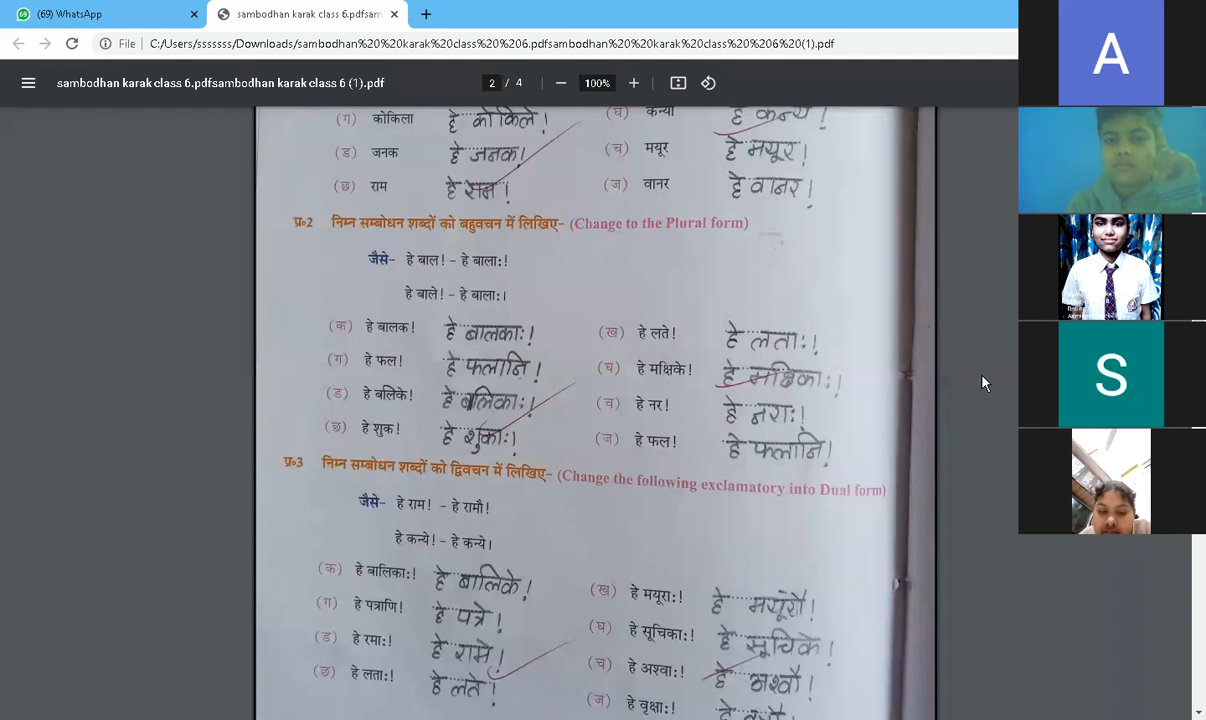 (69) WhatsApp
sambodhan karak class 6.pdfsam
File C:/Users/sssssss/Downloads/sambodhan%20%20karak%20class%20%206.pdfsambodhan%20%20karak%20class%20%206%20(1).pdf
sambodhan karak class 6.pdfsambodhan karak class 6 (1).pdf 2 / 4 100%
(ग) कोकिला हे कोकिले! (घ) कन्या हे कन्ये!
(ड) जनक हे जनक! (च) मयूर हे मयूर!
(छ) राम हे राम! (ज) वानर हे वानर!
प्र०2 निम्न सम्बोधन शब्दों को बहुवचन में लिखिए- (Change to the Plural form)
जैसे- हे बाल! - हे बालाः!
हे बाले! - हे बालाः।
(क) हे बालक! हे बालकाः! (ख) हे लते! हे लताः!
(ग) हे फल! हे फलानि! (घ) हे मक्षिके! हे मक्षिकाः!
(ड) हे बलिके! हे बलिकाः! (च) हे नर! हे नराः!
(छ) हे शुक! हे शुकाः! (ज) हे फल! हे फलानि!
प्र०3 निम्न सम्बोधन शब्दों को द्विवचन में लिखिए- (Change the following exclamatory into Dual form)
जैसे- हे राम! - हे रामौ!
हे कन्ये! - हे कन्ये।
(क) हे बालिकाः! हे बालिके! (ख) हे मयूराः! हे मयूरौ!
(ग) हे पत्राणि! हे पत्रे! (घ) हे सूचिकाः! हे सूचिके!
(ड) हे रमाः! हे रामे! (च) हे अश्वाः! हे अश्वौ!
(छ) हे लताः! हे लते! (ज) हे वृक्षाः!
A
S